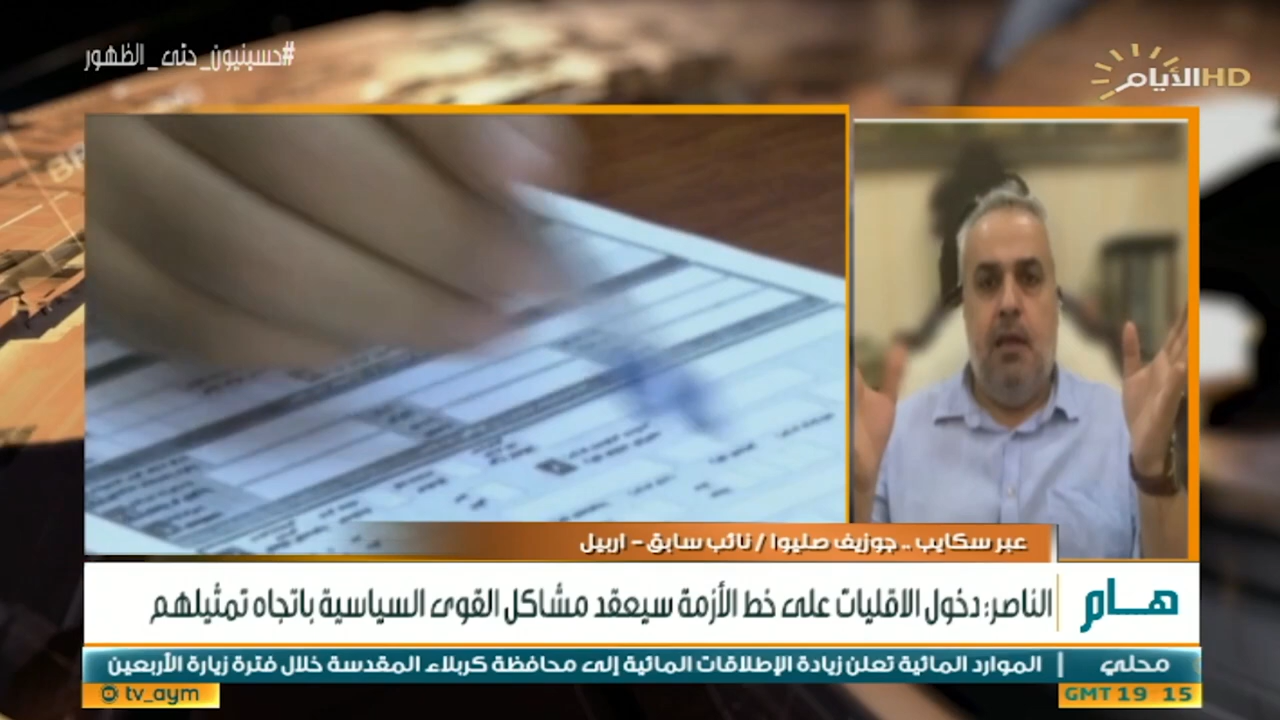 #حسينيون_حتى_الظهور
الأيام HD
عبر سكايب .. جوزيف صليوا / نائب سابق - اربيل
هام
الناصر: دخول الاقليات على خط الأزمة سيعقد مشاكل القوى السياسية باتجاه تمثيلهم
محلي | الموارد المائية تعلن زيادة الإطلاقات المائية إلى محافظة كربلاء المقدسة خلال فترة زيارة الأربعين
tv_aym
GMT 19 15